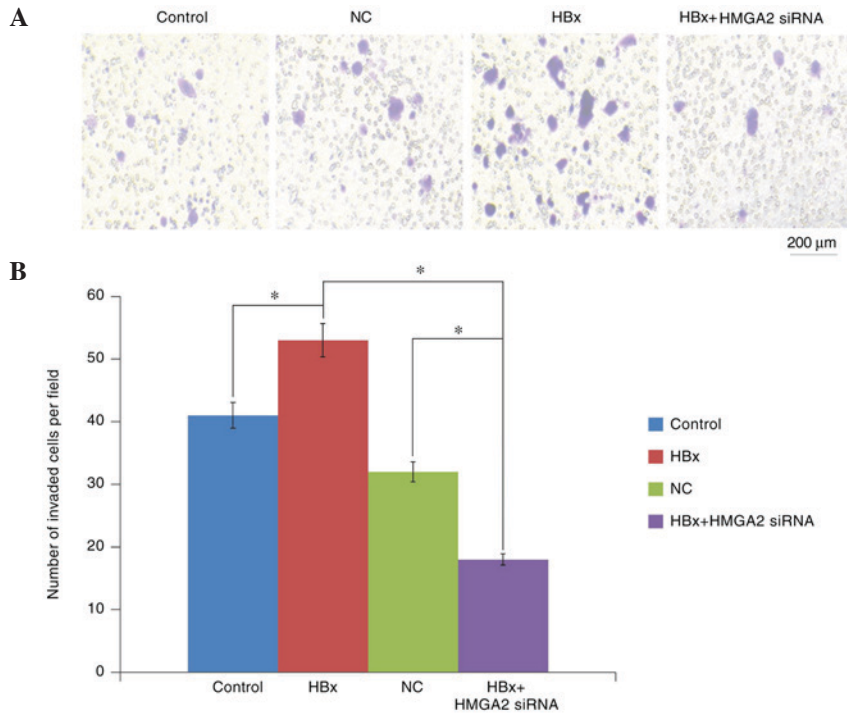 A
Control
NC
HBx
HBx+HMGA2 siRNA
200 µm
B
Number of invaded cells per field
60
50
40
30
20
10
0
*
*
*
Control
HBx
NC
HBx+
HMGA2 siRNA
Control
HBx
NC
HBx+HMGA2 siRNA